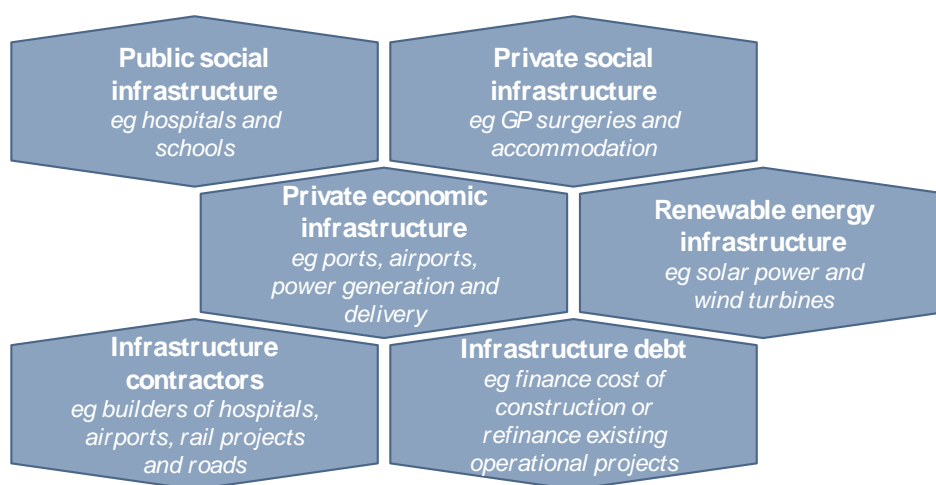 Public social
infrastructure
eg hospitals and
schools
Private social
infrastructure
eg GP surgeries and
accommodation
Private economic
infrastructure
eg ports, airports,
power generation and
delivery
Renewable energy
infrastructure
eg solar power and
wind turbines
Infrastructure
contractors
eg builders of hospitals,
airports, rail projects
and roads
Infrastructure debt
eg finance cost of
construction or
refinance existing
operational projects